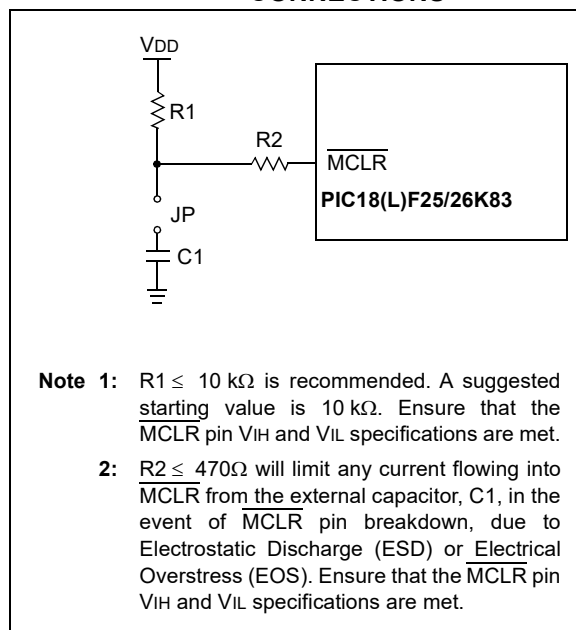 VDD
R1
R2
MCLR
PIC18(L)F25/26K83
JP
C1
Note 1: R1 ≤ 10 kΩ is recommended. A suggested
starting value is 10 kΩ. Ensure that the
MCLR pin VIH and VIL specifications are met.
2: R2 ≤ 470Ω will limit any current flowing into
MCLR from the external capacitor, C1, in the
event of MCLR pin breakdown, due to
Electrostatic Discharge (ESD) or Electrical
Overstress (EOS). Ensure that the MCLR pin
VIH and VIL specifications are met.